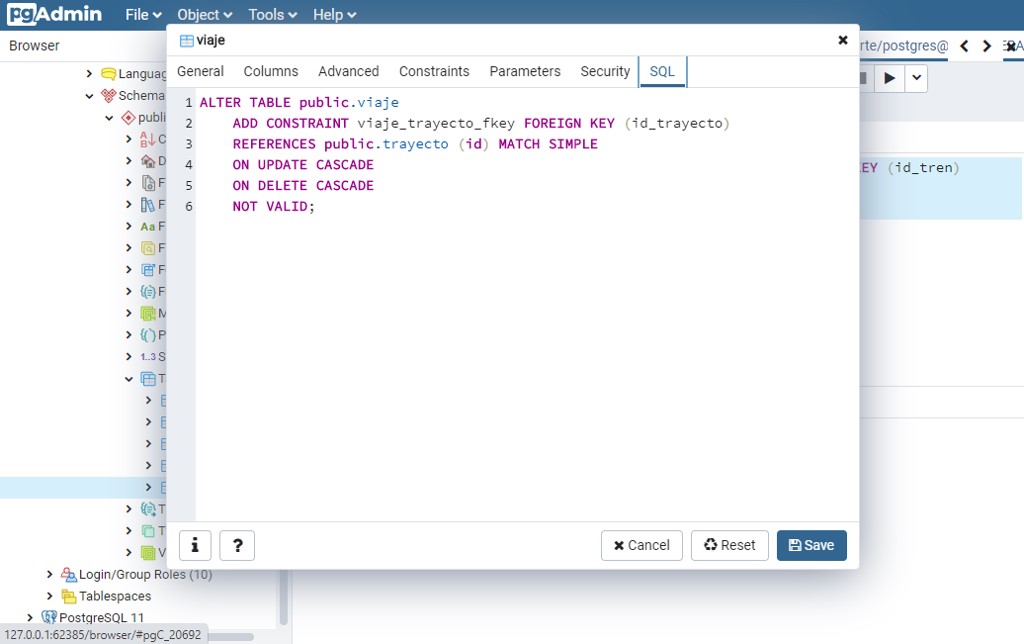 pgAdmin File Object Tools Help
Browser
viaje
rte/postgres@
General Columns Advanced Constraints Parameters Security SQL
Languag
Schema
publi
1 ALTER TABLE public.viaje
2 ADD CONSTRAINT viaje_trayecto_fkey FOREIGN KEY (id_trayecto)
3 REFERENCES public.trayecto (id) MATCH SIMPLE
4 ON UPDATE CASCADE
5 ON DELETE CASCADE
6 NOT VALID;
EY (id_tren)
C
D
F
F
Aa F
F
F
F
M
P
1..3 S
T
T
T
V
i ? Cancel Reset Save
Login/Group Roles (10)
Tablespaces
PostgreSQL 11
127.0.0.1:62385/browser/#pgC_20692